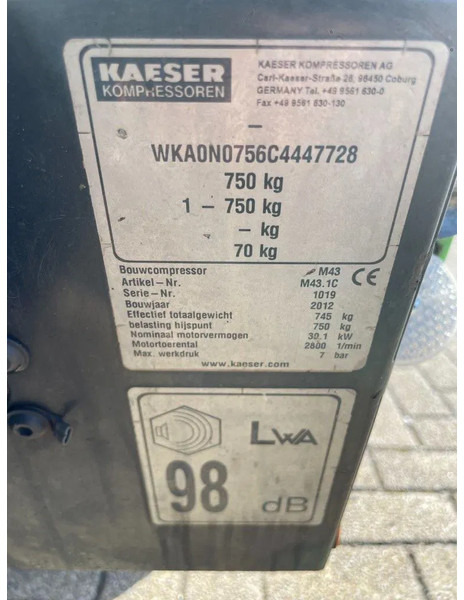 KAESER
KOMPRESSOREN
KAESER KOMPRESSOREN AG
Carl-Kaeser-Straße 26, 96450 Coburg
GERMANY Tel. +49 9561 630-0
Fax +49 9561 630-130
–
WKA0N0756C4447728
750 kg
1 – 750 kg
– kg
70 kg
Bouwcompressor M43
Artikel–Nr. M43.1C
Serie–Nr. 1019
Bouwjaar 2012
Effectief totaalgewicht 745 kg
belasting hijspunt 750 kg
Nominaal motorvermogen 30.1 kW
Motortoerental 2800 1/min
Max. werkdruk 7 bar
CE
www.kaeser.com
LWA
98 dB